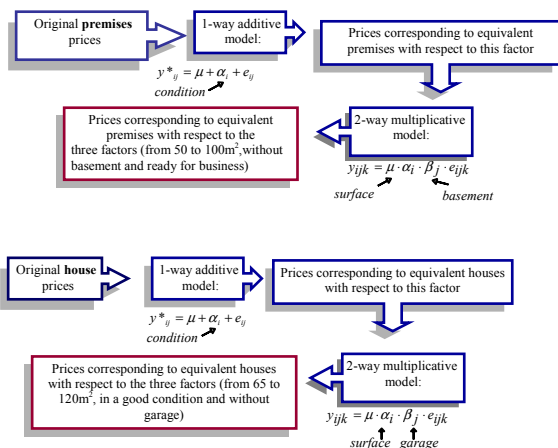 Original premises
prices
1-way additive
model:
Prices corresponding to equivalent
premises with respect to this factor
y*ij = μ + αi + eij
condition
Prices corresponding to equivalent
premises with respect to the
three factors (from 50 to 100m²,without
basement and ready for business)
2-way multiplicative
model:
yijk = μ · αi · βj · eijk
surface basement
Original house
prices
1-way additive
model:
Prices corresponding to equivalent houses
with respect to this factor
y*ij = μ + αi + eij
condition
Prices corresponding to equivalent houses
with respect to the three factors (from 65 to
120m², in a good condition and without
garage)
2-way multiplicative
model:
yijk = μ · αi · βj · eijk
surface garage